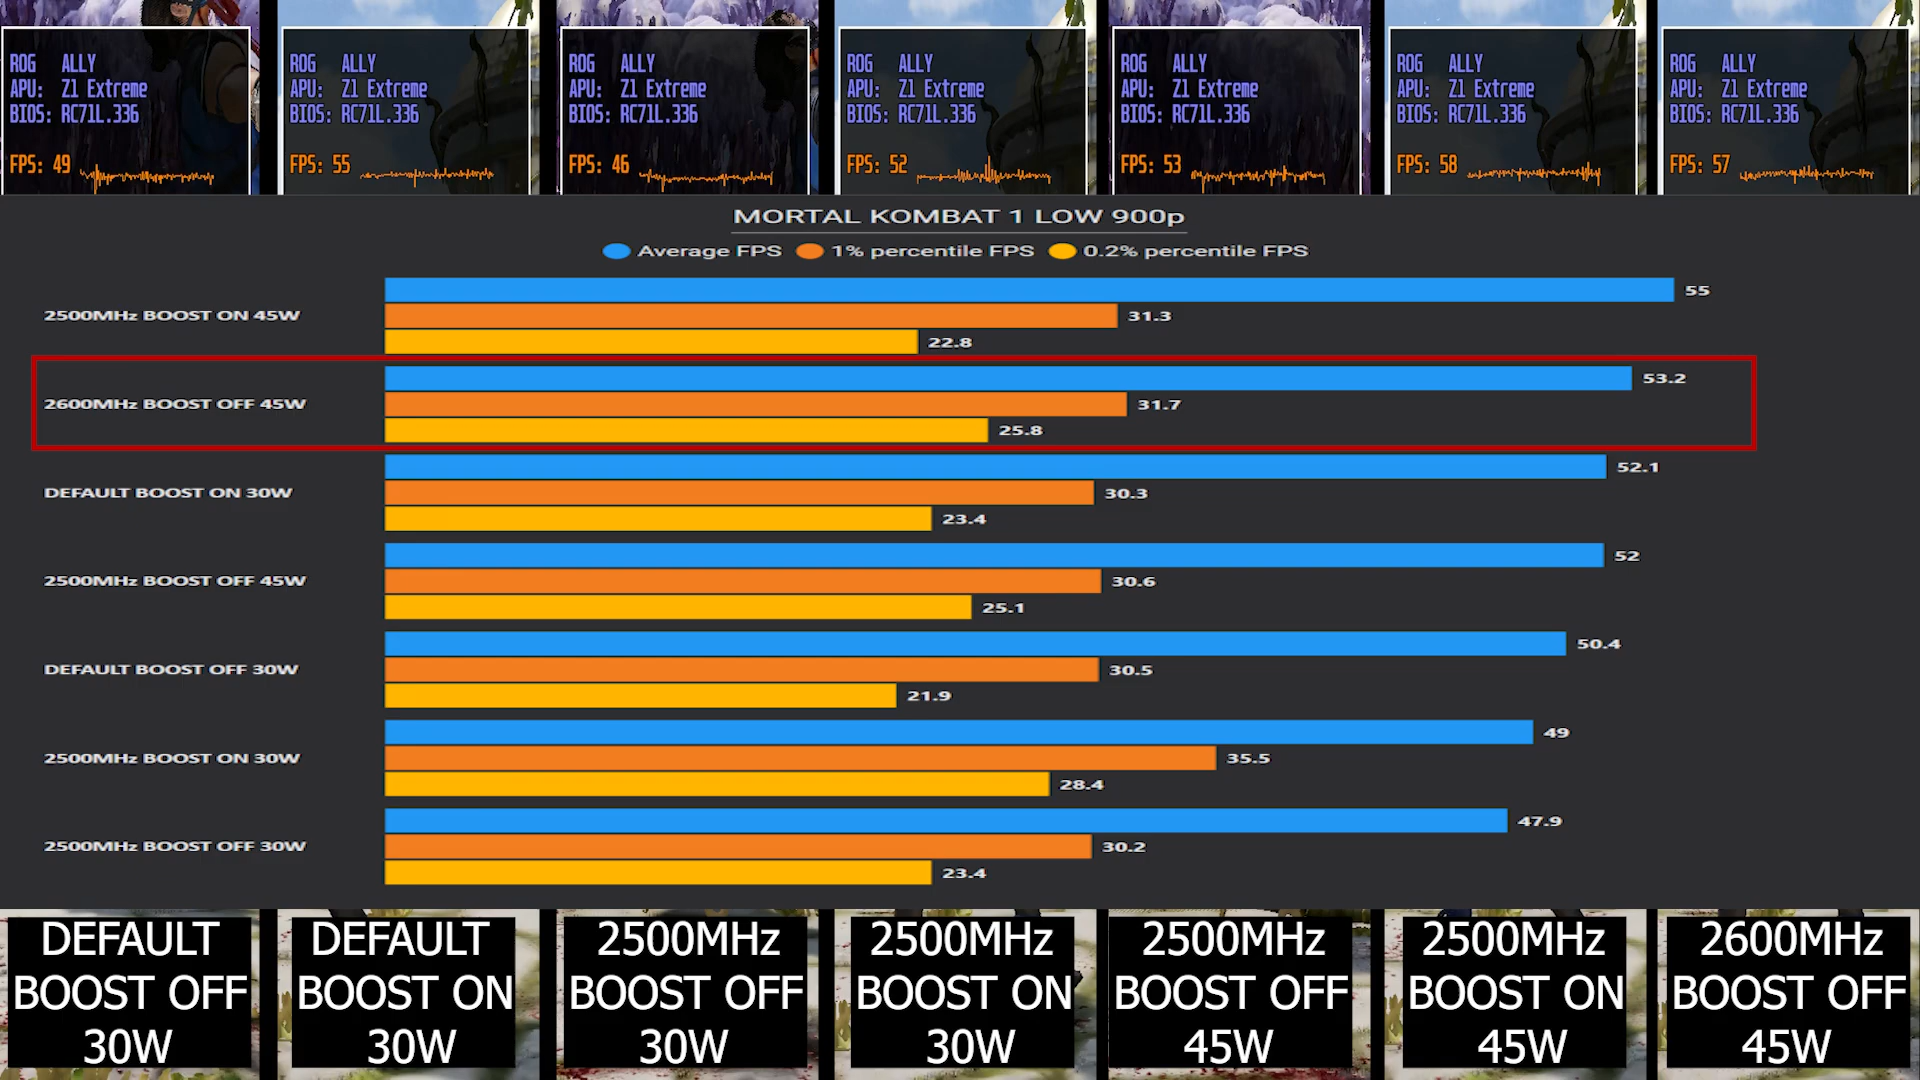 ROG ALLY
APU: Z1 Extreme
BIOS: RC71L.336
FPS: 49
ROG ALLY
APU: Z1 Extreme
BIOS: RC71L.336
FPS: 55
ROG ALLY
APU: Z1 Extreme
BIOS: RC71L.336
FPS: 46
ROG ALLY
APU: Z1 Extreme
BIOS: RC71L.336
FPS: 52
ROG ALLY
APU: Z1 Extreme
BIOS: RC71L.336
FPS: 53
ROG ALLY
APU: Z1 Extreme
BIOS: RC71L.336
FPS: 58
ROG ALLY
APU: Z1 Extreme
BIOS: RC71L.336
FPS: 57
MORTAL KOMBAT 1 LOW 900p
Average FPS 1% percentile FPS 0.2% percentile FPS
55
2500MHz BOOST ON 45W 31.3
22.8
53.2
2600MHz BOOST OFF 45W 31.7
25.8
52.1
DEFAULT BOOST ON 30W 30.3
23.4
52
2500MHz BOOST OFF 45W 30.6
25.1
50.4
DEFAULT BOOST OFF 30W 30.5
21.9
49
2500MHz BOOST ON 30W 35.5
28.4
47.9
2500MHz BOOST OFF 30W 30.2
23.4
DEFAULT
BOOST OFF
30W
DEFAULT
BOOST ON
30W
2500MHz
BOOST OFF
30W
2500MHz
BOOST ON
30W
2500MHz
BOOST OFF
45W
2500MHz
BOOST ON
45W
2600MHz
BOOST OFF
45W